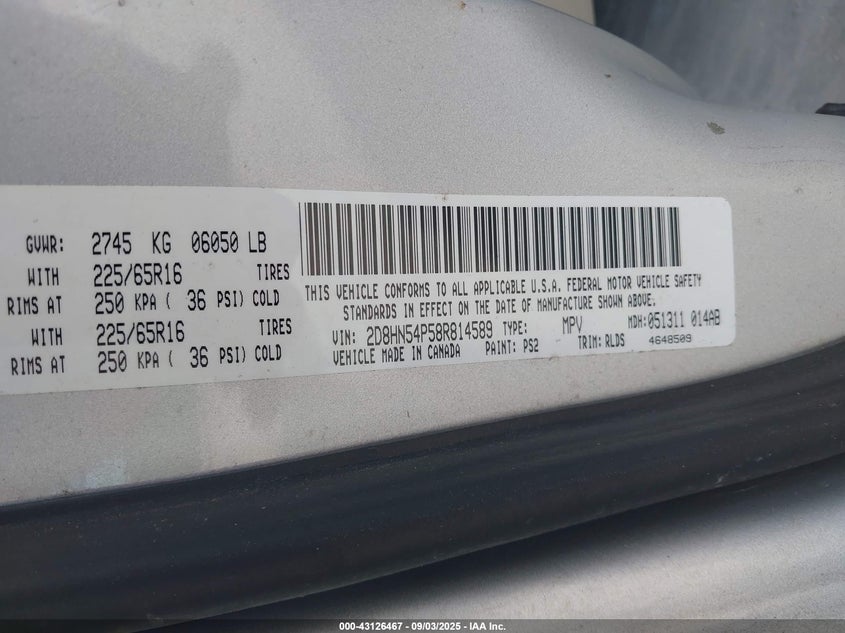 GVWR: 2745 KG 06050 LB
WITH 225/65R16 TIRES
RIMS AT 250 KPA ( 36 PSI) COLD
WITH 225/65R16 TIRES
RIMS AT 250 KPA ( 36 PSI) COLD
THIS VEHICLE CONFORMS TO ALL APPLICABLE U.S.A. FEDERAL MOTOR VEHICLE SAFETY
STANDARDS IN EFFECT ON THE DATE OF MANUFACTURE SHOWN ABOVE.
VIN: 2D8HN54P58R814589 TYPE: MPV MDH:051311 014AB
VEHICLE MADE IN CANADA PAINT: PS2 TRIM: RLDS 4648509
000-43126467 - 09/03/2025 - IAA Inc.